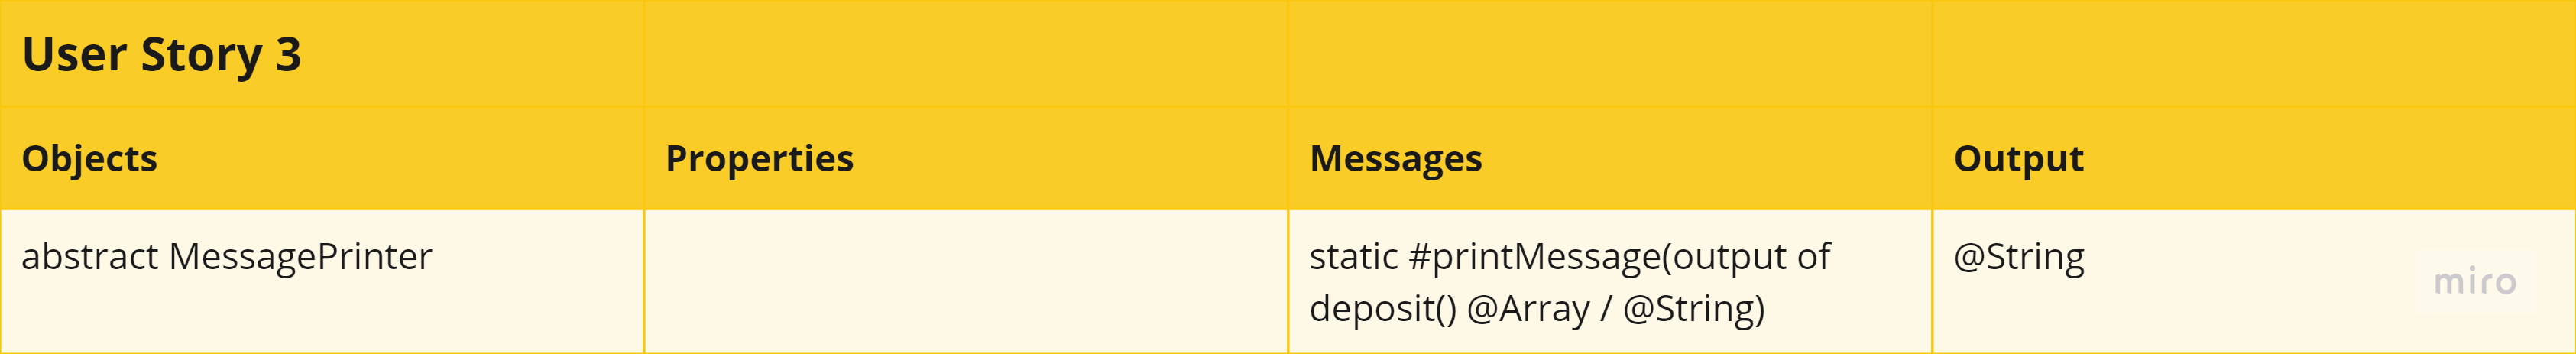 User Story 3
Objects
Properties
Messages
Output
abstract MessagePrinter
static #printMessage(output of
deposit() @Array / @String)
@String
miro